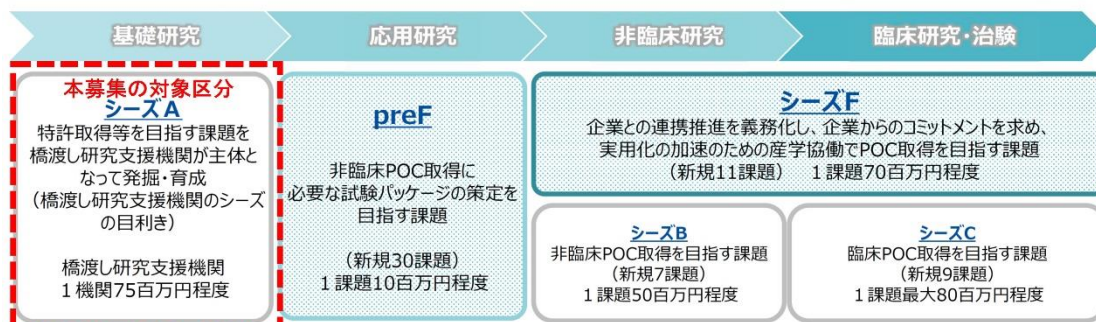 基礎研究
応用研究
非臨床研究
臨床研究・治験
本募集の対象区分
シーズA
特許取得等を目指す課題を
橋渡し研究支援機関が主体と
なって発掘・育成
（橋渡し研究支援機関のシーズ
の目利き）
橋渡し研究支援機関
１機関75百万円程度
preF
非臨床POC取得に
必要な試験パッケージの策定を
目指す課題
（新規30課題）
１課題10百万円程度
シーズF
企業との連携推進を義務化し、企業からのコミットメントを求め、
実用化の加速のための産学協働でPOC取得を目指す課題
（新規11課題）　１課題70百万円程度
シーズB
非臨床POC取得を目指す課題
（新規7課題）
１課題50百万円程度
シーズC
臨床POC取得を目指す課題
（新規9課題）
１課題最大80百万円程度